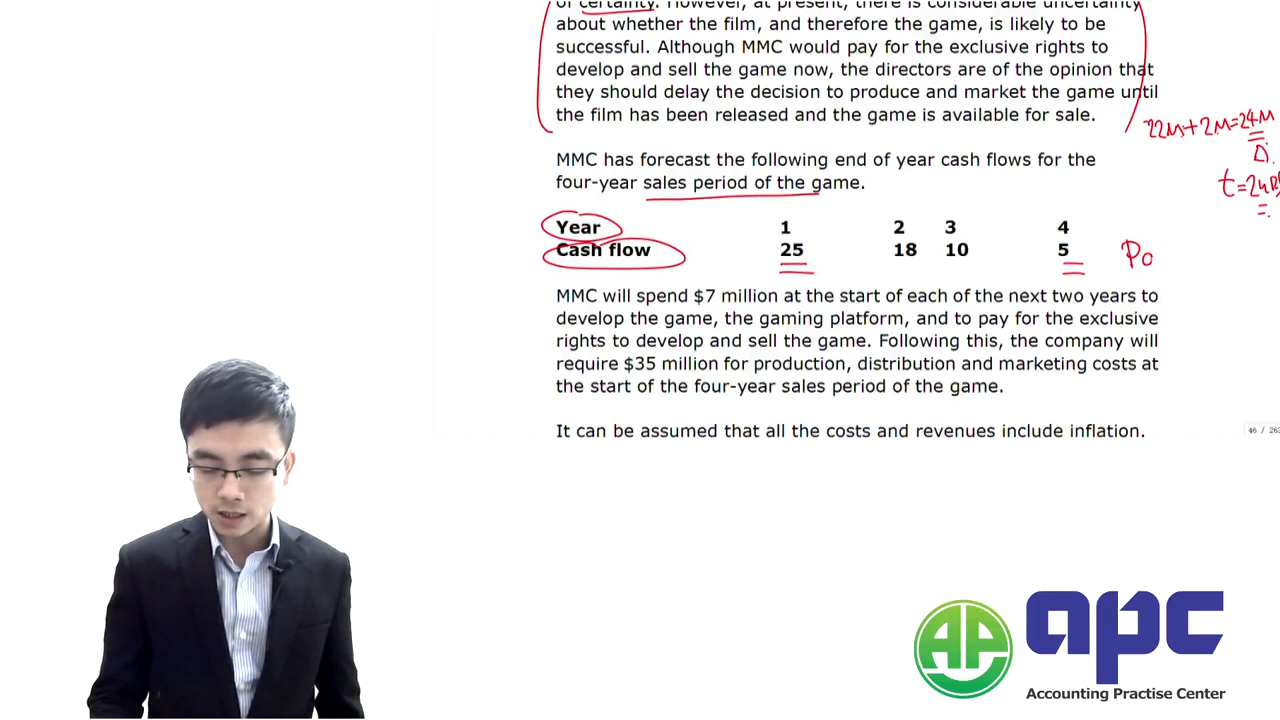 of certainty. However, at present, there is considerable uncertainty
about whether the film, and therefore the game, is likely to be
successful. Although MMC would pay for the exclusive rights to
develop and sell the game now, the directors are of the opinion that
they should delay the decision to produce and market the game until
the film has been released and the game is available for sale.
22M+2M=24M
MMC has forecast the following end of year cash flows for the
four-year sales period of the game.
Year 1 2 3 4
Cash flow 25 18 10 5
MMC will spend $7 million at the start of each of the next two years to
develop the game, the gaming platform, and to pay for the exclusive
rights to develop and sell the game. Following this, the company will
require $35 million for production, distribution and marketing costs at
the start of the four-year sales period of the game.
It can be assumed that all the costs and revenues include inflation.
46 / 263
AP
apc
Accounting Practise Center